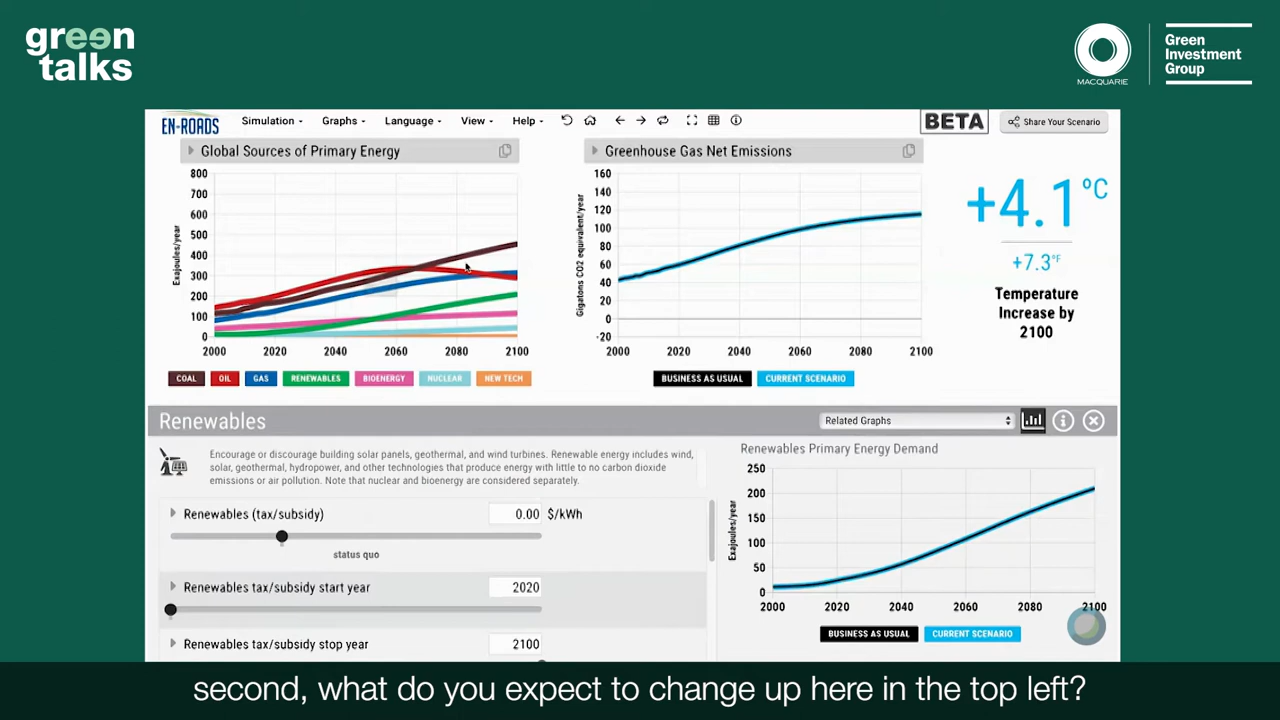 green
talks
MACQUARIE
Green
Investment
Group
EN-ROADS
Simulation
Graphs
Language
View
Help
BETA
Share Your Scenario
Global Sources of Primary Energy
800
700
600
500
400
300
200
100
0
Exajoules/year
2000 2020 2040 2060 2080 2100
COAL OIL GAS RENEWABLES BIOENERGY NUCLEAR NEW TECH
Greenhouse Gas Net Emissions
160
140
120
100
80
60
40
20
0
-20
Gigatons CO2 equivalent/year
2000 2020 2040 2060 2080 2100
BUSINESS AS USUAL CURRENT SCENARIO
+4.1 ºC
+7.3 ºF
Temperature
Increase by
2100
Renewables
Related Graphs
Encourage or discourage building solar panels, geothermal, and wind turbines. Renewable energy includes wind,
solar, geothermal, hydropower, and other technologies that produce energy with little to no carbon dioxide
emissions or air pollution. Note that nuclear and bioenergy are considered separately.
Renewables (tax/subsidy) 0.00 $/kWh
status quo
Renewables tax/subsidy start year 2020
Renewables tax/subsidy stop year 2100
Renewables Primary Energy Demand
250
200
150
100
50
0
Exajoules/year
2000 2020 2040 2060 2080 2100
BUSINESS AS USUAL CURRENT SCENARIO
second, what do you expect to change up here in the top left?